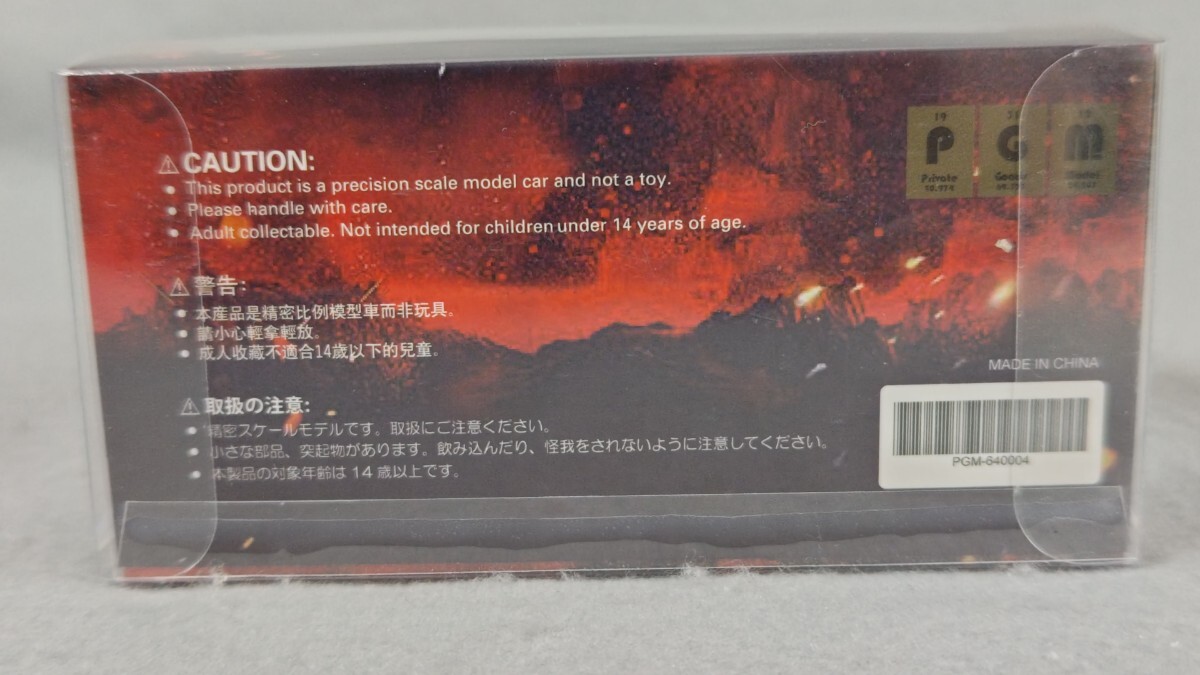 ⚠ CAUTION:
• This product is a precision scale model car and not a toy.
• Please handle with care.
• Adult collectable. Not intended for children under 14 years of age.
⚠ 警告:
• 本産品是精密比例模型車而非玩具。
• 請小心輕拿輕放。
• 成人收藏不適合14歲以下的兒童。
⚠ 取扱の注意:
• 精密スケールモデルです。取扱にご注意ください。
• 小さな部品、突起物があります。飲み込んだり、怪我をされないように注意してください。
• 本製品の対象年齢は 14 歳以上です。
P G M
Private
MADE IN CHINA
PGM-640004